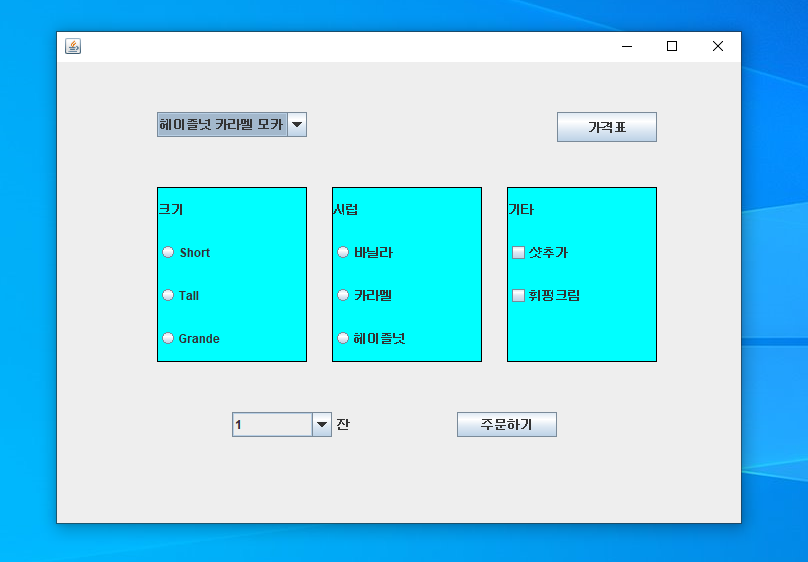 헤이즐넛 카라멜 모카
가격표
크기
Short
Tall
Grande
시럽
바닐라
카라멜
헤이즐넛
기타
샷추가
휘핑크림
1
잔
주문하기